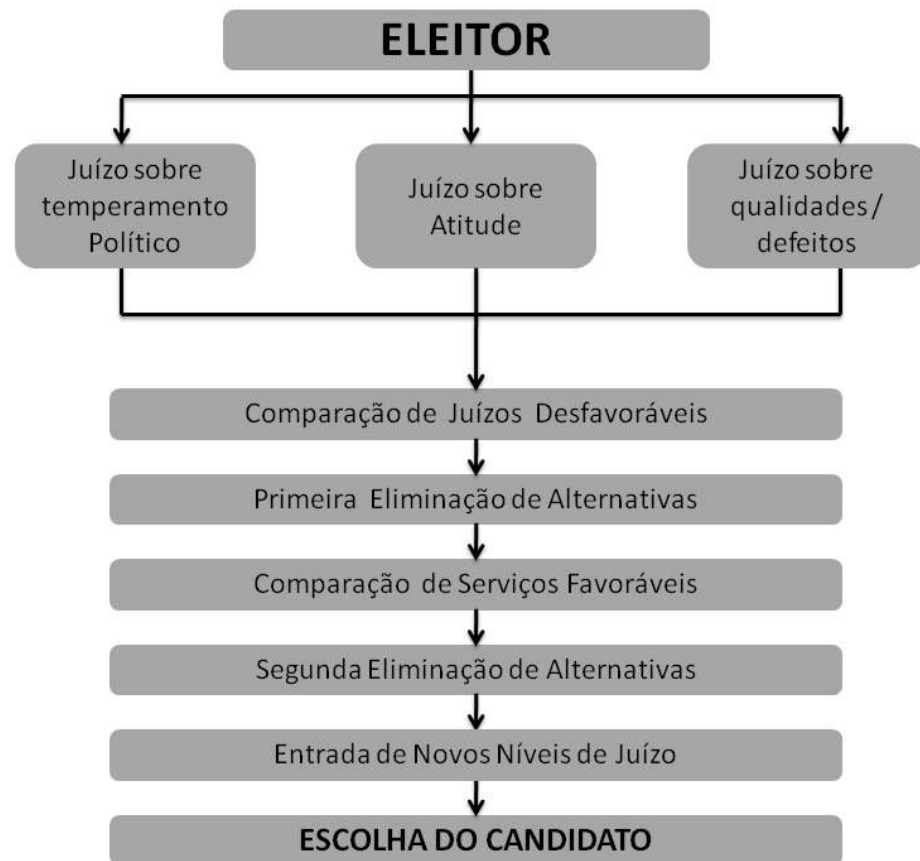 ELEITOR
Juízo sobre
temperamento
Político
Juízo sobre
Atitude
Juízo sobre
qualidades/
defeitos
Comparação de Juízos Desfavoráveis
Primeira Eliminação de Alternativas
Comparação de Serviços Favoráveis
Segunda Eliminação de Alternativas
Entrada de Novos Níveis de Juízo
ESCOLHA DO CANDIDATO